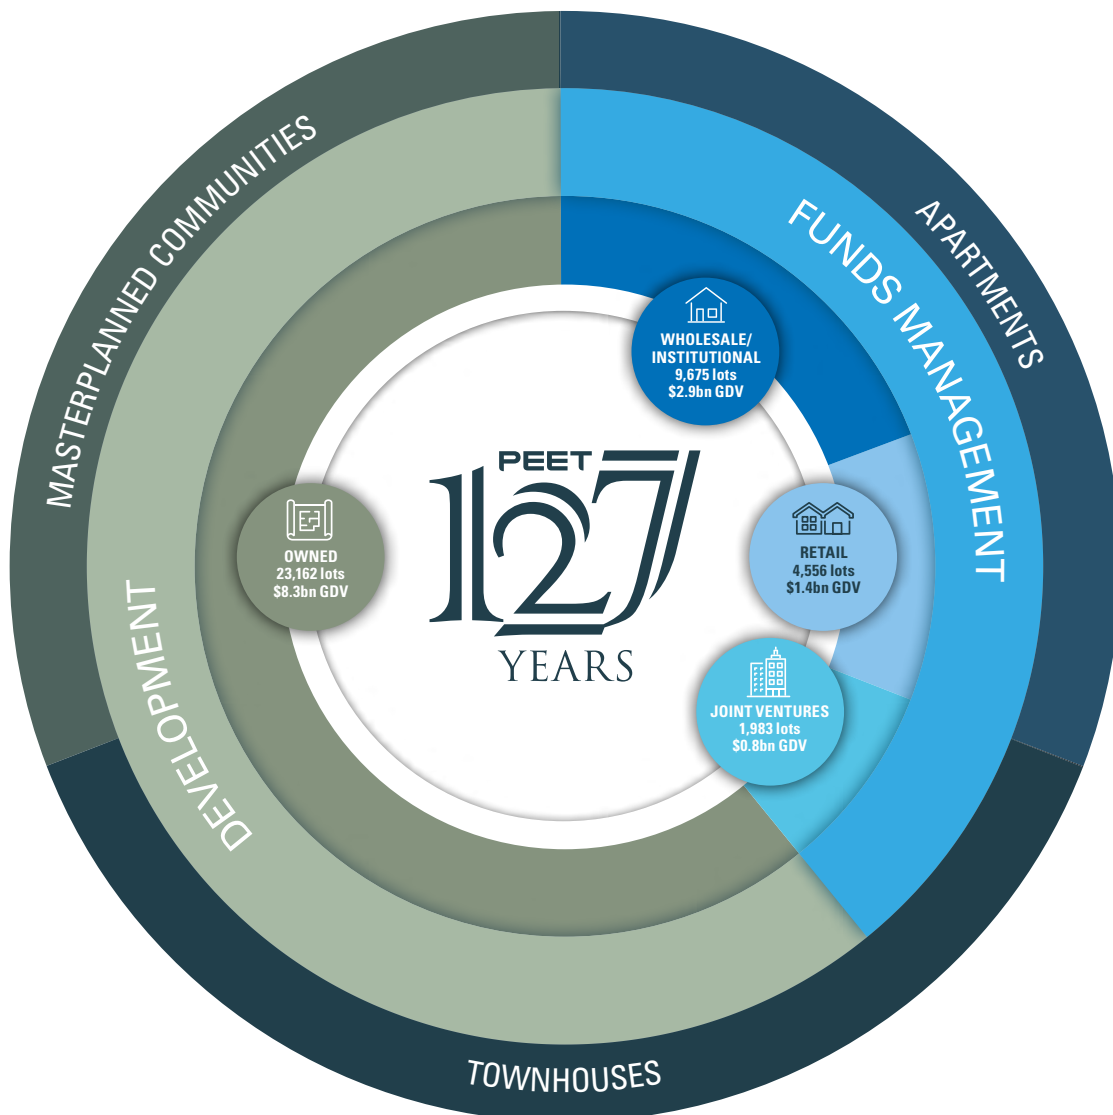 MASTERPLANNED COMMUNITIES
APARTMENTS
FUNDS MANAGEMENT
WHOLESALE/
INSTITUTIONAL
9,675 lots
$2.9bn GDV
PEET
127
YEARS
OWNED
23,162 lots
$8.3bn GDV
RETAIL
4,556 lots
$1.4bn GDV
JOINT VENTURES
1,983 lots
$0.8bn GDV
DEVELOPMENT
TOWNHOUSES